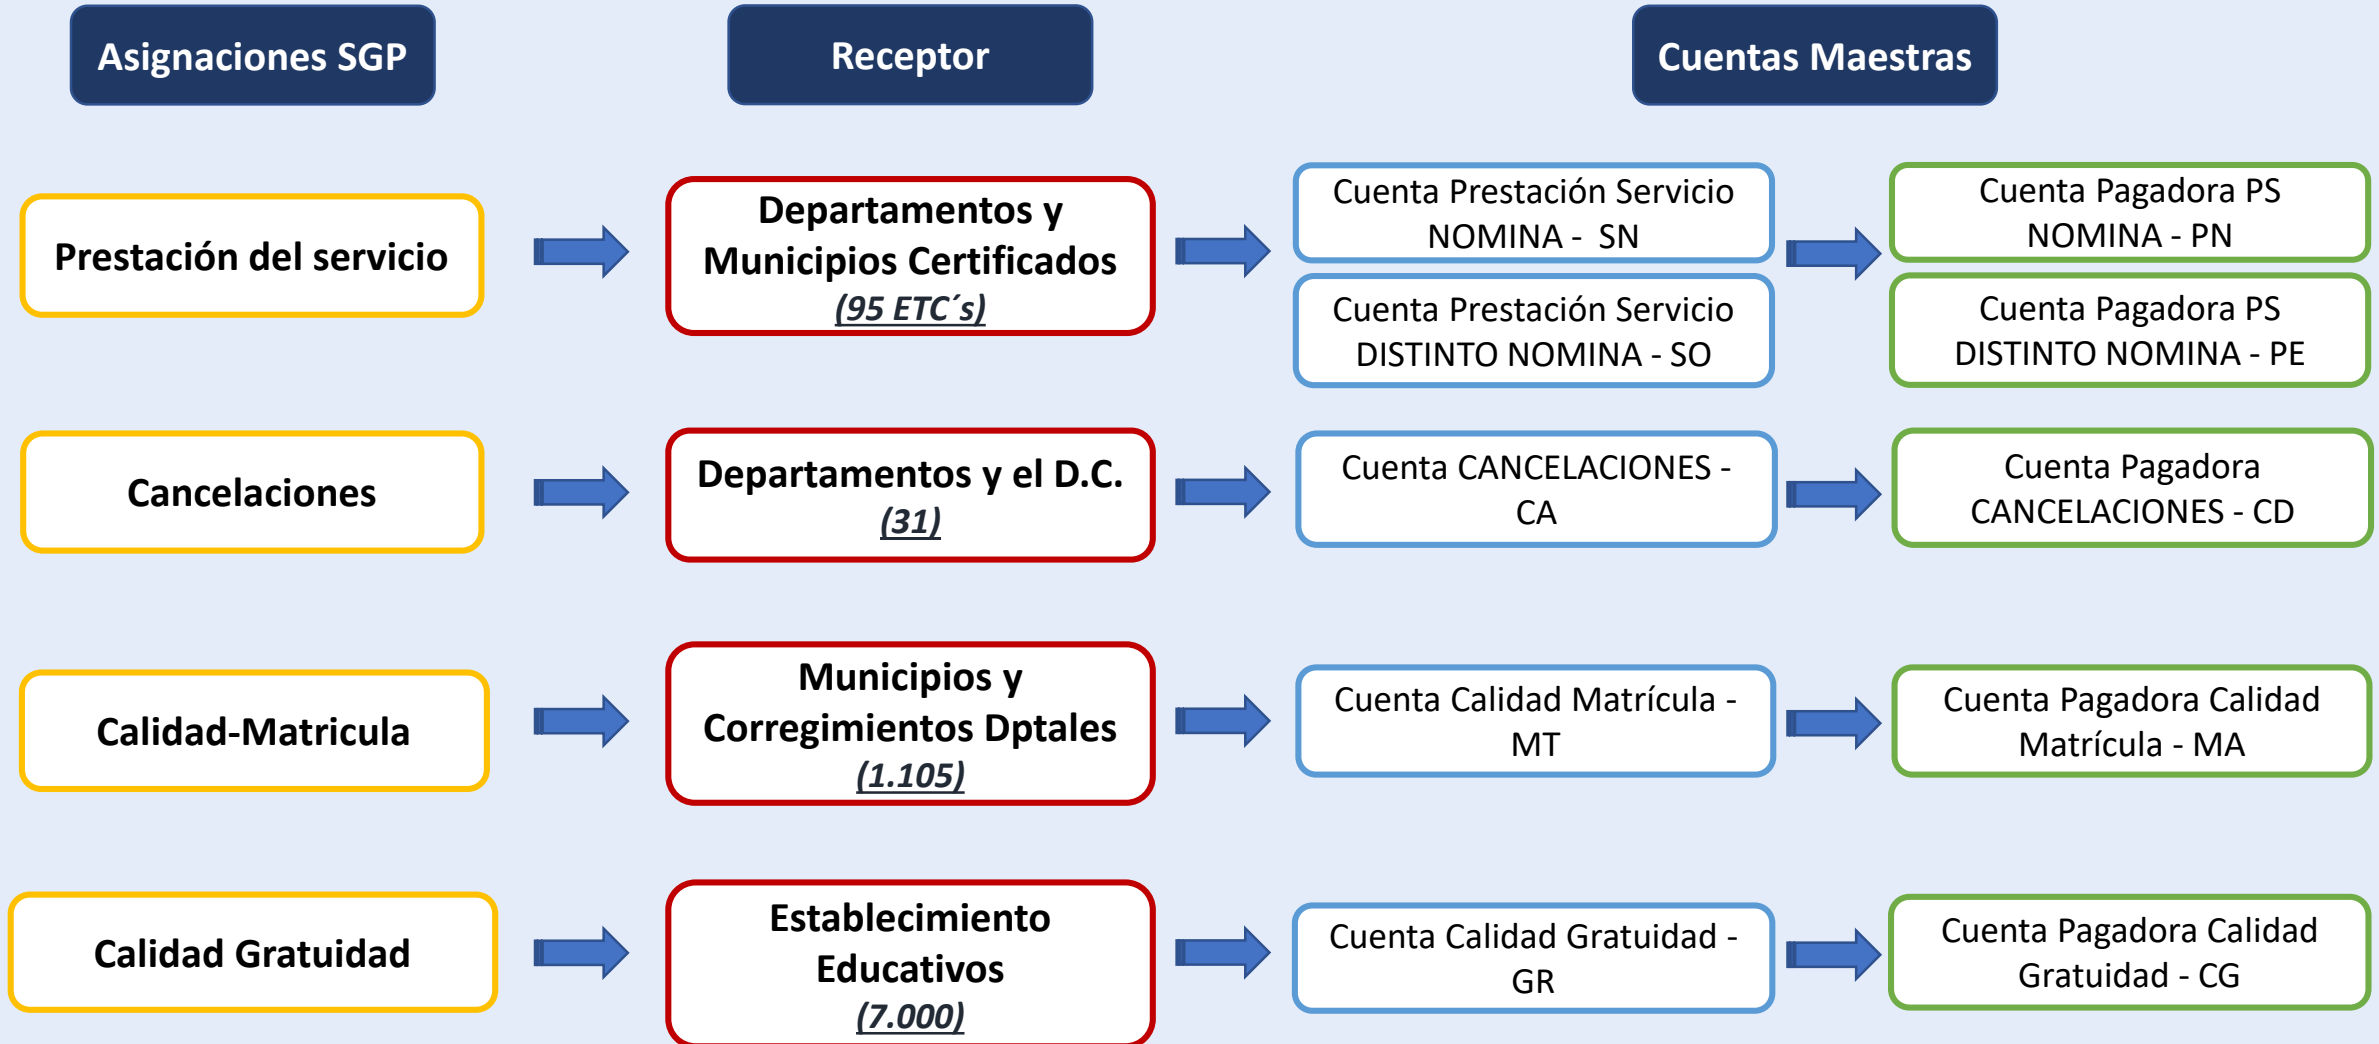 Asignaciones SGP
Receptor
Cuentas Maestras
Prestación del servicio
Departamentos y
Municipios Certificados
(95 ETC´s)
Cuenta Prestación Servicio
NOMINA - SN
Cuenta Pagadora PS
NOMINA - PN
Cuenta Prestación Servicio
DISTINTO NOMINA - SO
Cuenta Pagadora PS
DISTINTO NOMINA - PE
Cancelaciones
Departamentos y el D.C.
(31)
Cuenta CANCELACIONES -
CA
Cuenta Pagadora
CANCELACIONES - CD
Calidad-Matricula
Municipios y
Corregimientos Dptales
(1.105)
Cuenta Calidad Matrícula -
MT
Cuenta Pagadora Calidad
Matrícula - MA
Calidad Gratuidad
Establecimiento
Educativos
(7.000)
Cuenta Calidad Gratuidad -
GR
Cuenta Pagadora Calidad
Gratuidad - CG